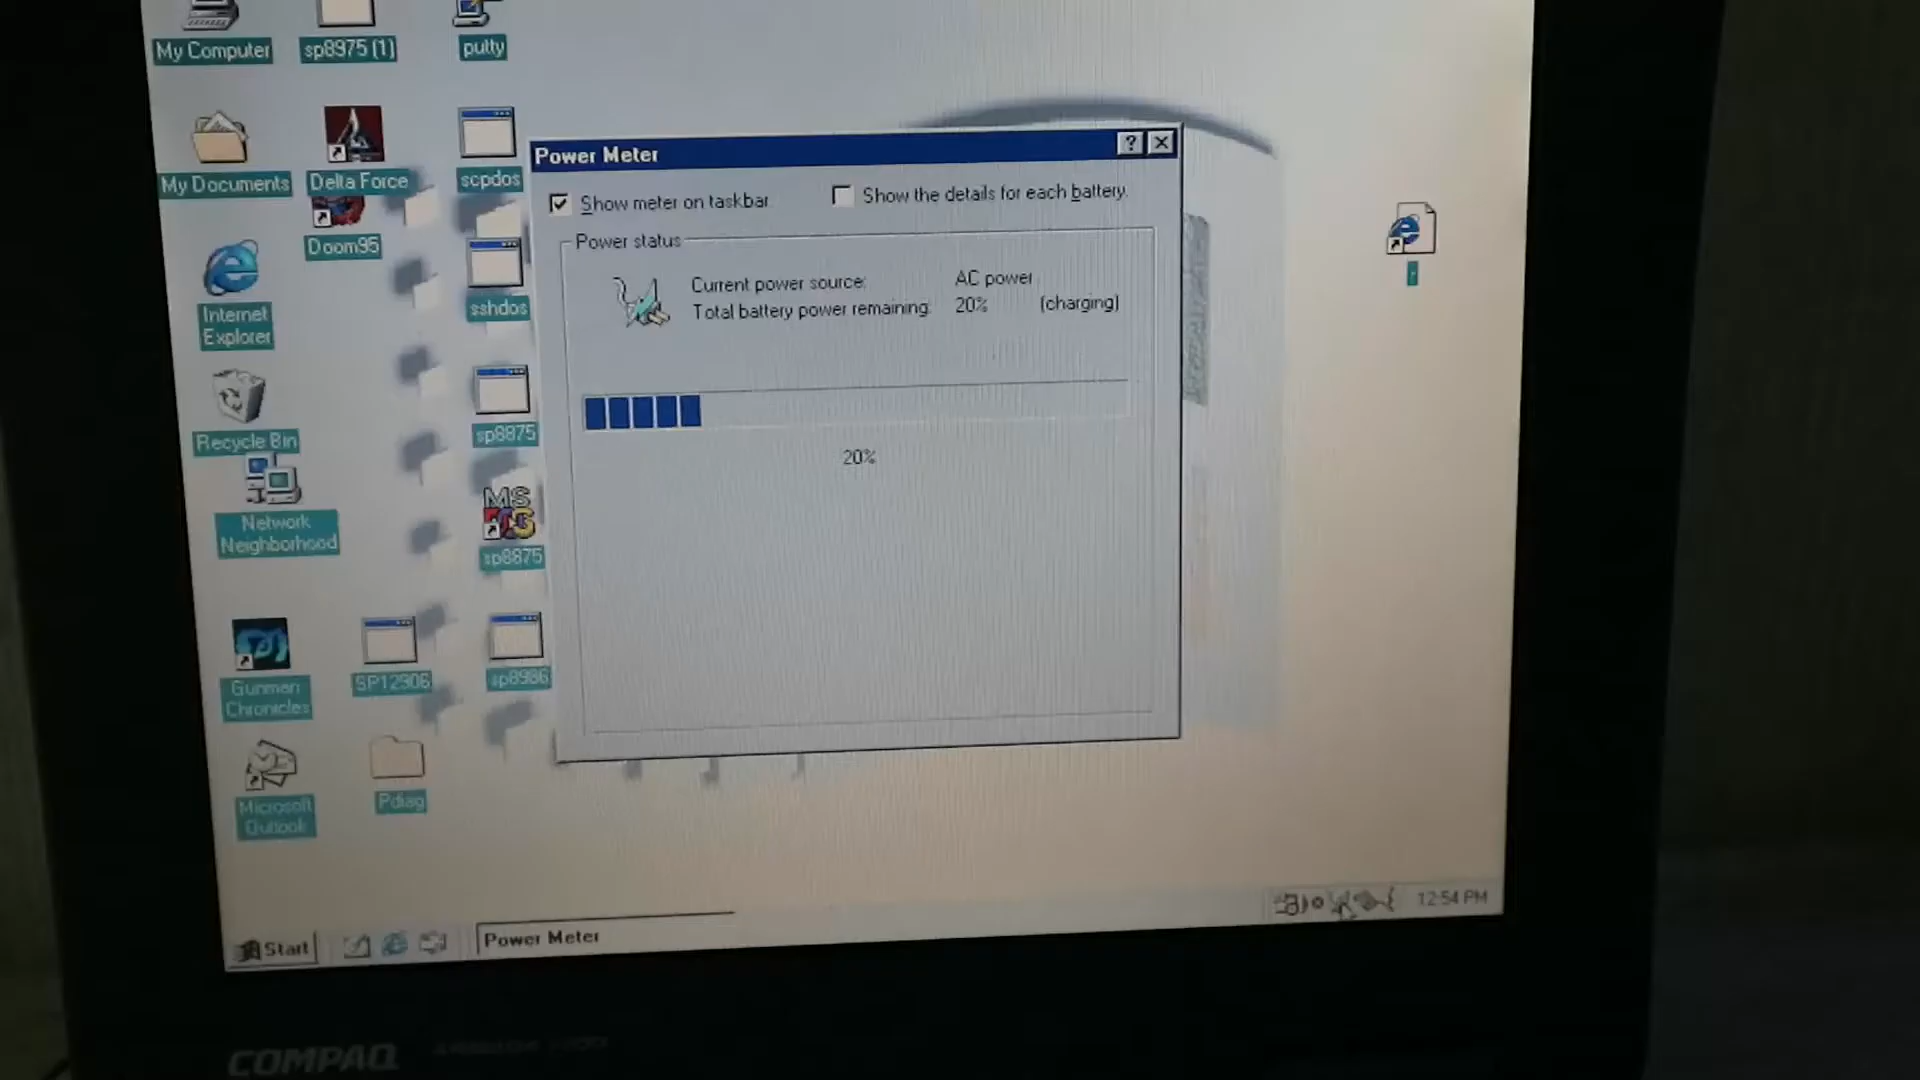 My Computer
sp8975 (1)
putty
My Documents
Delta Force
scpdos
Doom95
Internet
Explorer
sshdos
Recycle Bin
sp8875
Network
Neighborhood
MS
sp8875
Gunman
Chronicles
SP12906
sp8986
Microsoft
Outlook
Pdiag
Power Meter
?
Show meter on taskbar.
Show the details for each battery.
Power status
Current power source:
AC power
Total battery power remaining:
20%
(charging)
20%
Start
Power Meter
12:54 PM
COMPAQ